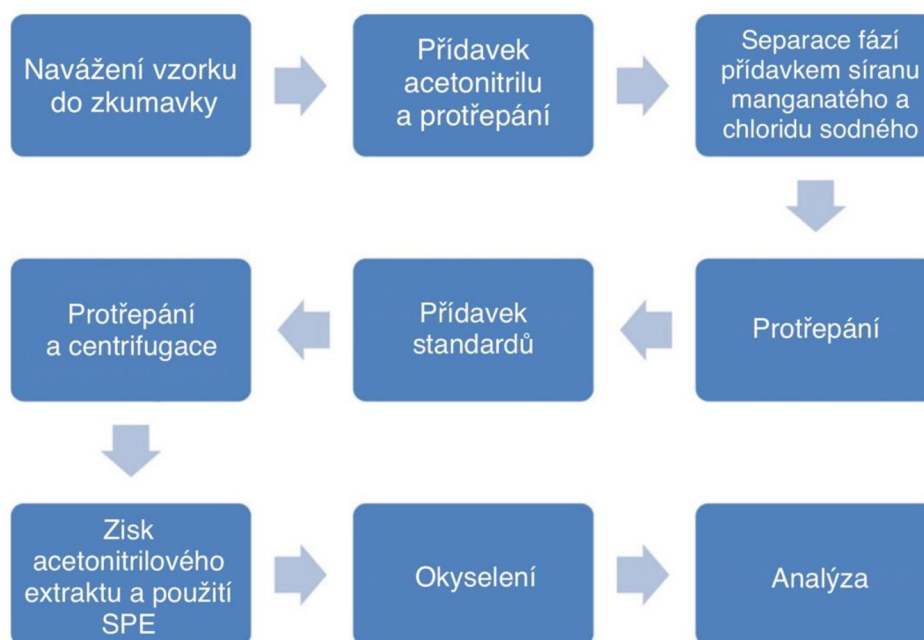 Navážení vzorku
do zkumavky
Přídavek
acetonitrilu
a protřepání
Separace fází
přídavkem síranu
manganatého a
chloridu sodného
Protřepání
Přídavek
standardů
Protřepání
a centrifugace
Zisk
acetonitrilového
extraktu a použití
SPE
Okyselení
Analýza